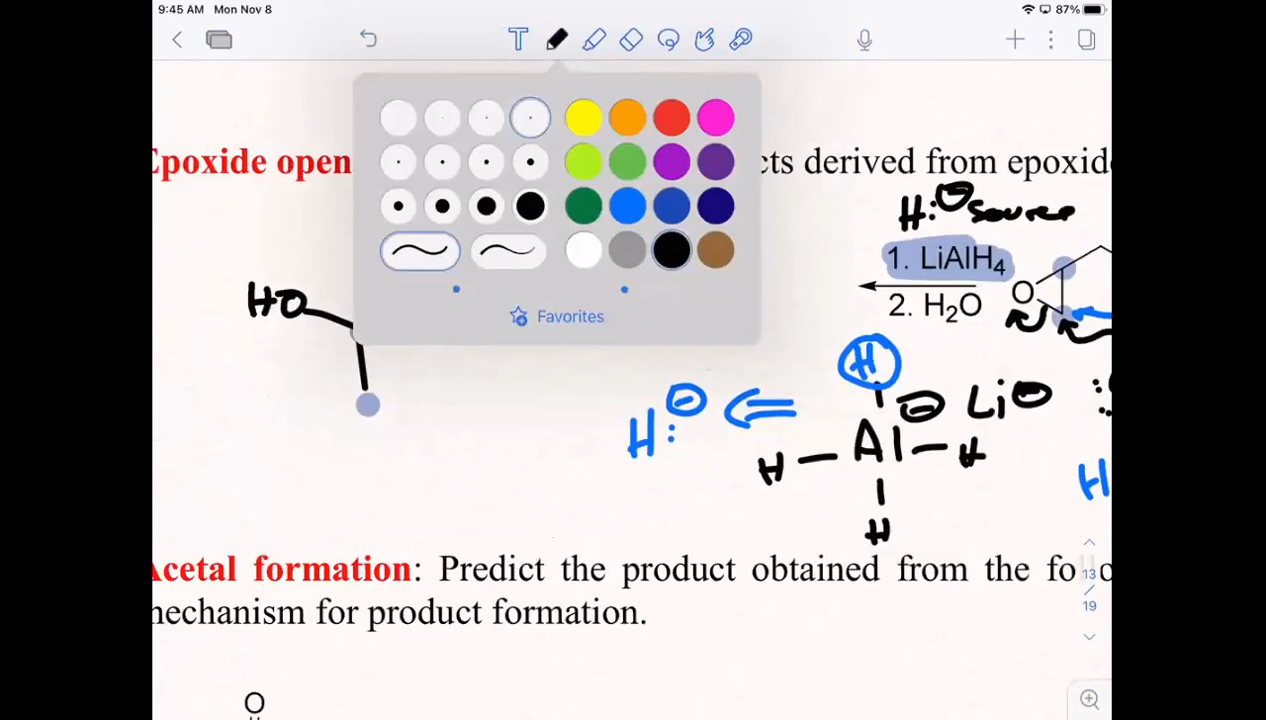 9:45 AM Mon Nov 8
87%
T
Favorites
Epoxide open cts derived from epoxide
H:⊖ source
1. LiAlH4
2. H2O
O
HO
H
⊖ Li⊖
H:⊖
H Al H
H
H
Acetal formation: Predict the product obtained from the fo o
mechanism for product formation.
13
/
19
O